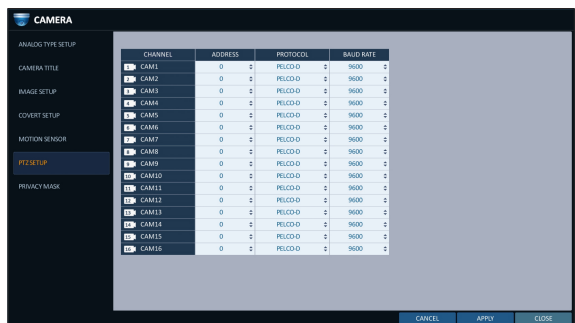 CAMERA
ANALOG TYPE SETUP
CAMERA TITLE
IMAGE SETUP
COVERT SETUP
MOTION SENSOR
PTZ SETUP
PRIVACY MASK
CHANNEL ADDRESS PROTOCOL BAUD RATE
1 CAM1 0 PELCO-D 9600
2 CAM2 0 PELCO-D 9600
3 CAM3 0 PELCO-D 9600
4 CAM4 0 PELCO-D 9600
5 CAM5 0 PELCO-D 9600
6 CAM6 0 PELCO-D 9600
7 CAM7 0 PELCO-D 9600
8 CAM8 0 PELCO-D 9600
9 CAM9 0 PELCO-D 9600
10 CAM10 0 PELCO-D 9600
11 CAM11 0 PELCO-D 9600
12 CAM12 0 PELCO-D 9600
13 CAM13 0 PELCO-D 9600
14 CAM14 0 PELCO-D 9600
15 CAM15 0 PELCO-D 9600
16 CAM16 0 PELCO-D 9600
CANCEL APPLY CLOSE